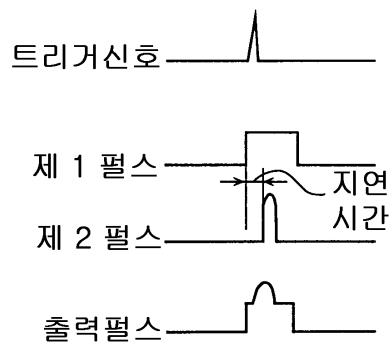 트리거신호
제 1 펄스
지연
시간
제 2 펄스
출력펄스